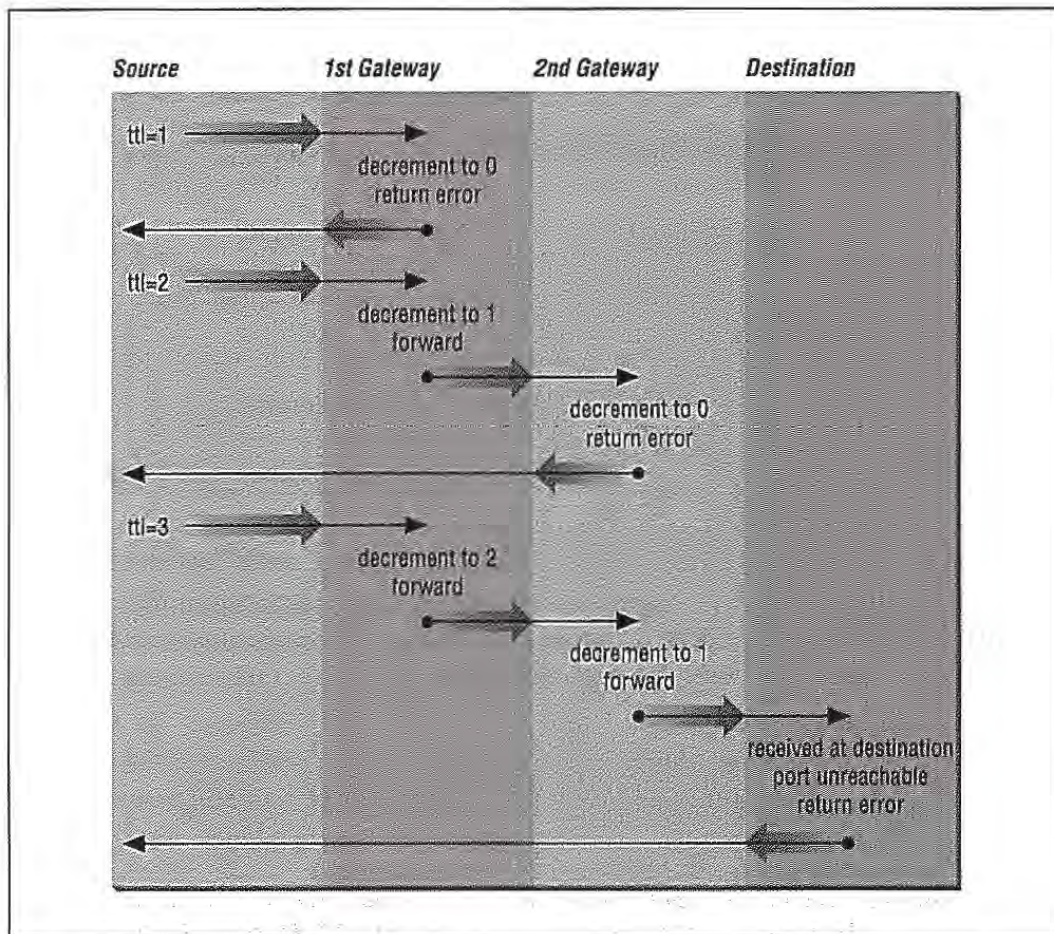 Source 1st Gateway 2nd Gateway Destination
ttl=1
decrement to 0
return error
ttl=2
decrement to 1
forward
decrement to 0
return error
ttl=3
decrement to 2
forward
decrement to 1
forward
received at destination
port unreachable
return error